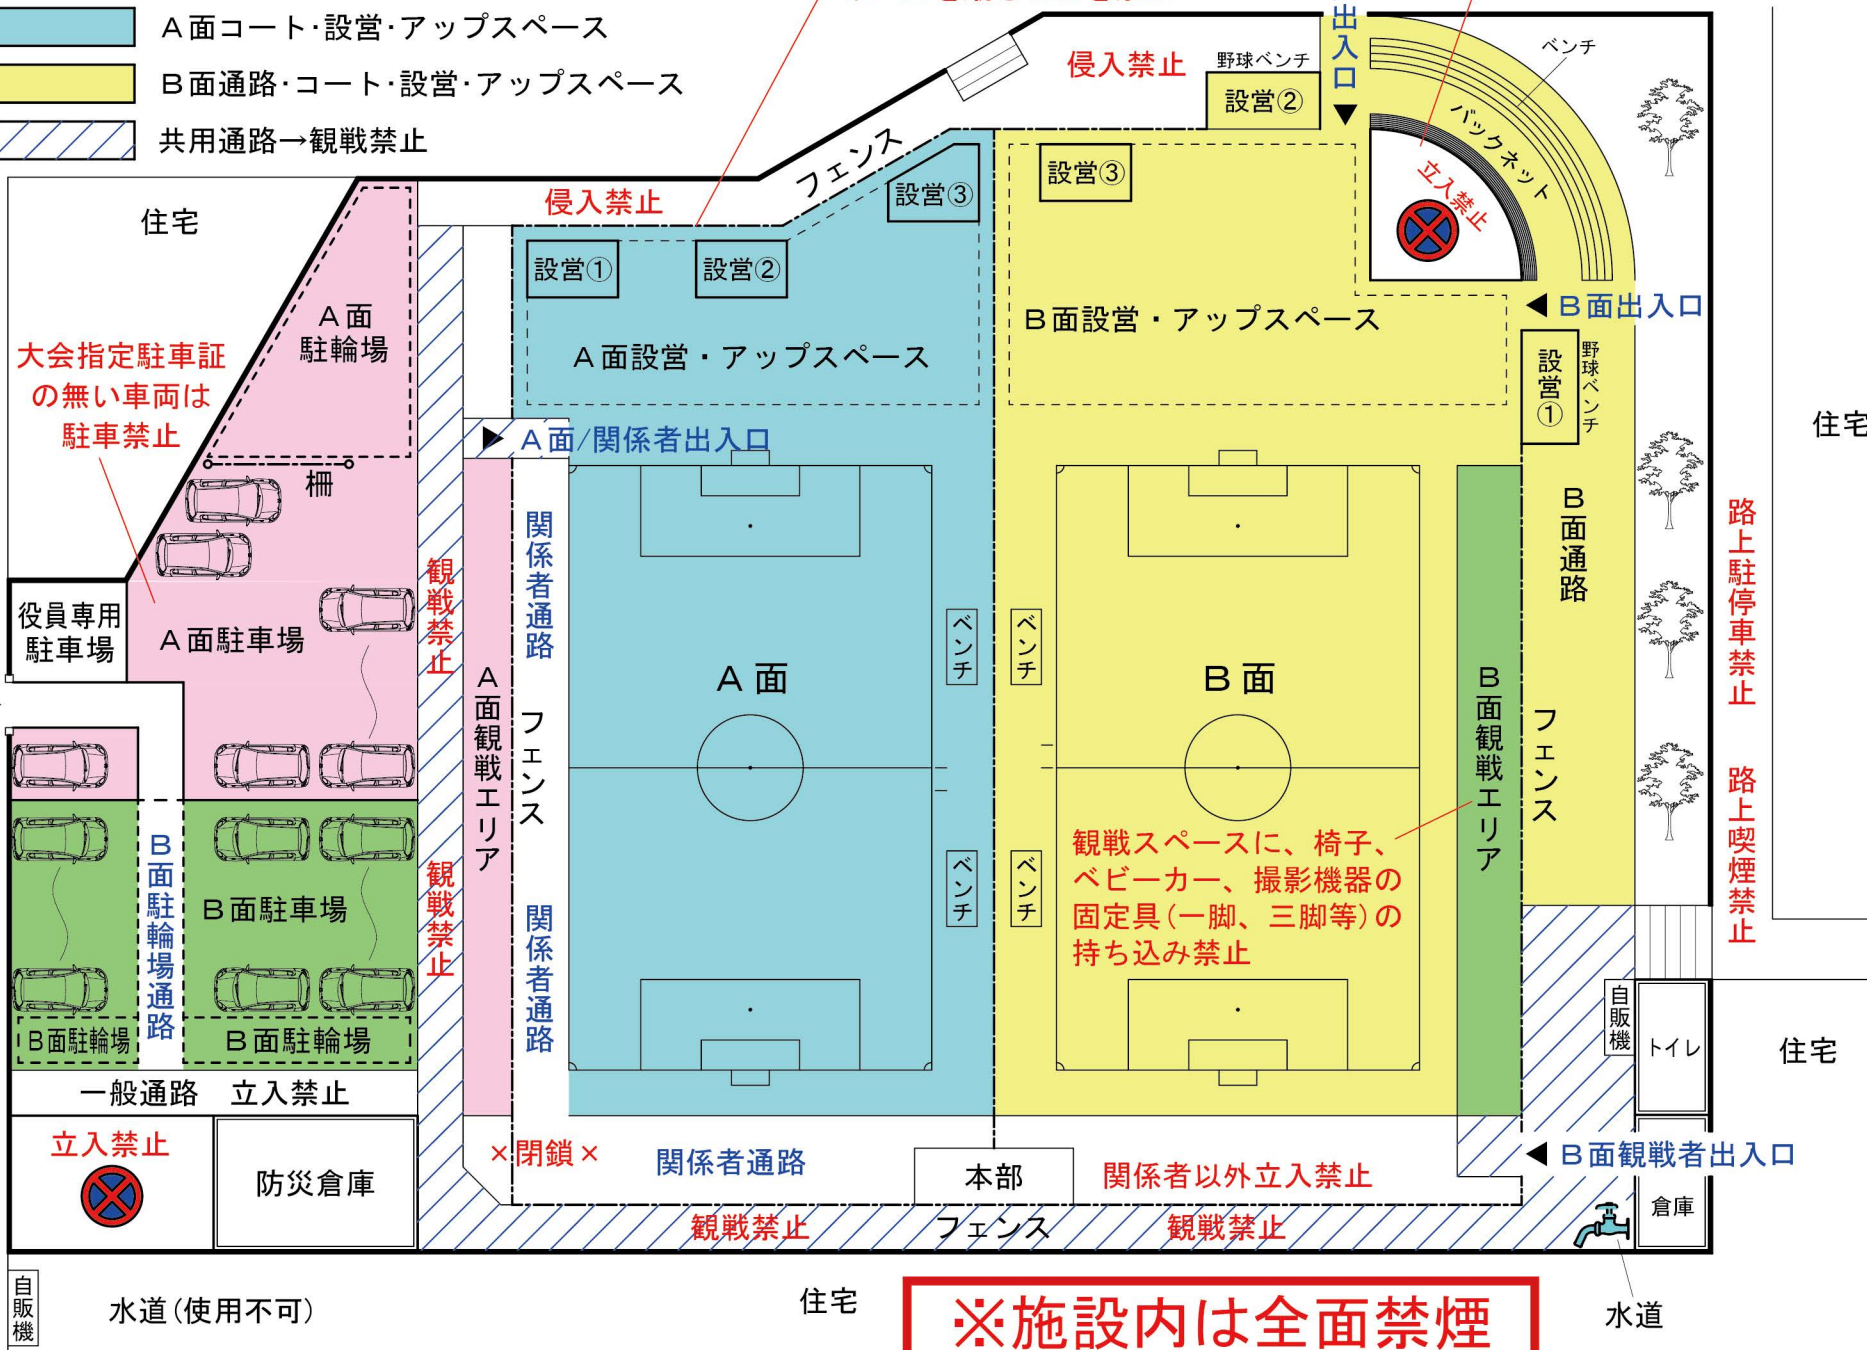 A面コート・設営・アップスペース
B面通路・コート・設営・アップスペース
共用通路→観戦禁止
出入口
侵入禁止
野球ベンチ
設営②
ベンチ
バックネット
立入禁止
フェンス
設営③
設営③
侵入禁止
住宅
設営①
設営②
A面
駐輪場
B面設営・アップスペース
B面出入口
A面設営・アップスペース
大会指定駐車証
の無い車両は
駐車禁止
設営①
野球ベンチ
住宅
A面/関係者出入口
柵
関係者通路
B面通路
路上駐停車禁止
観戦禁止
役員専用
駐車場
A面駐車場
ベンチ
ベンチ
A面
B面
A面観戦エリア
フェンス
B面観戦エリア
フェンス
路上喫煙禁止
B面駐輪場通路
観戦スペースに、椅子、
ベビーカー、撮影機器の
固定具(一脚、三脚等)の
持ち込み禁止
ベンチ
ベンチ
観戦禁止
B面駐車場
関係者通路
自販機
トイレ
住宅
B面駐輪場
B面駐輪場
一般通路 立入禁止
立入禁止
防災倉庫
×閉鎖×
関係者通路
本部
関係者以外立入禁止
B面観戦者出入口
倉庫
観戦禁止
フェンス
観戦禁止
自販機
水道(使用不可)
住宅
※施設内は全面禁煙
水道